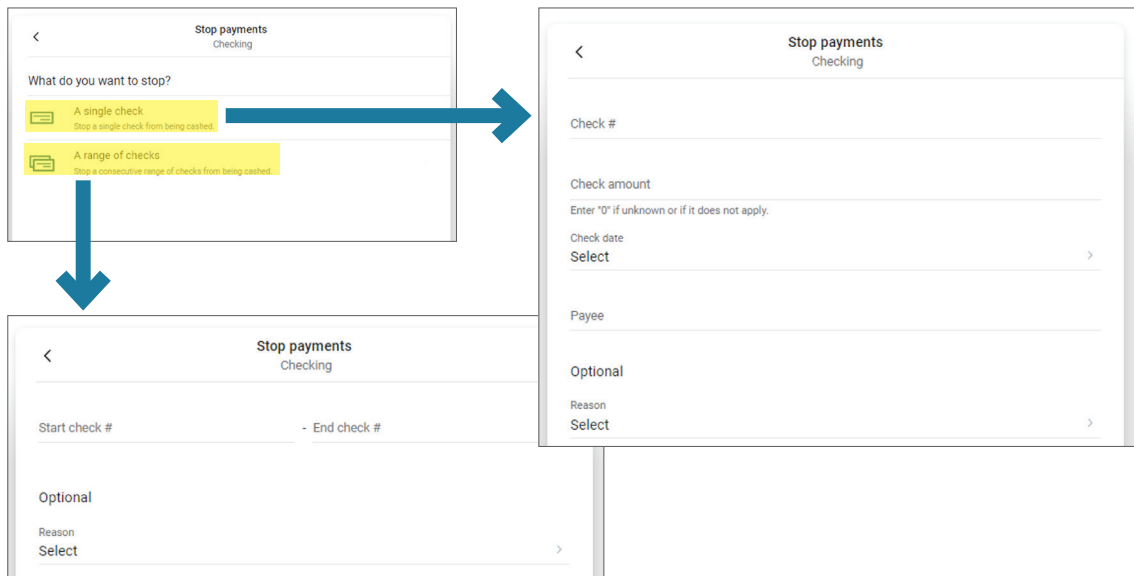 Stop payments
Checking
What do you want to stop?
A single check
Stop a single check from being cashed.
A range of checks
Stop a consecutive range of checks from being cashed.
Stop payments
Checking
Check #
Check amount
Enter "0" if unknown or if it does not apply.
Check date
Select
Payee
Optional
Reason
Select
Stop payments
Checking
Start check # - End check #
Optional
Reason
Select